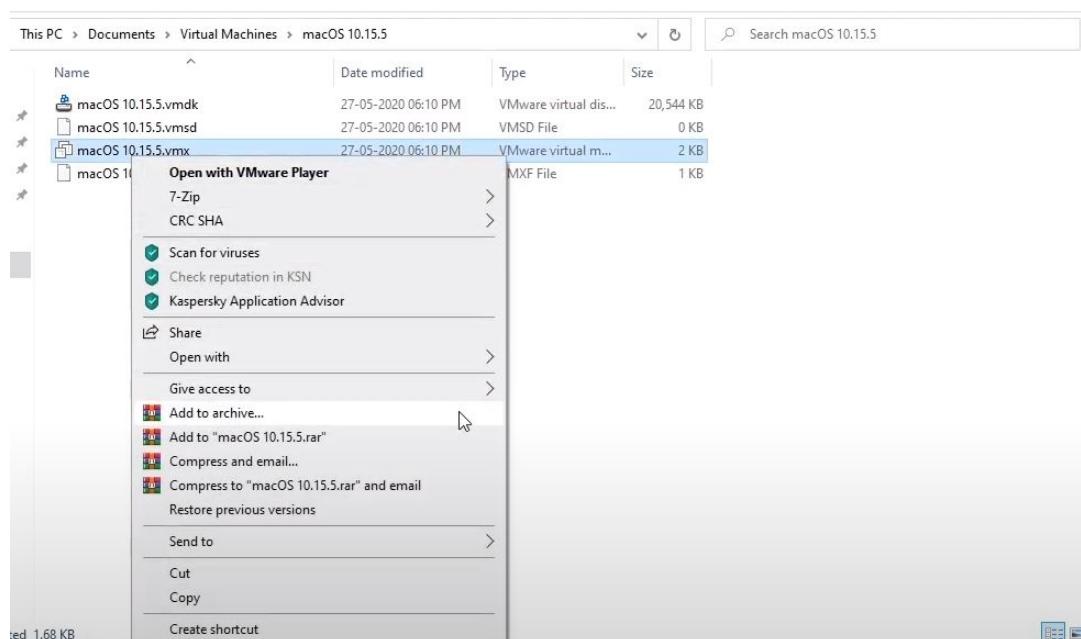 This PC > Documents > Virtual Machines > macOS 10.15.5
Search macOS 10.15.5
Name Date modified Type Size
macOS 10.15.5.vmdk 27-05-2020 06:10 PM VMware virtual dis... 20,544 KB
macOS 10.15.5.vmsd 27-05-2020 06:10 PM VMSD File 0 KB
macOS 10.15.5.vmx 27-05-2020 06:10 PM VMware virtual m... 2 KB
macOS 1 MXF File 1 KB
Open with VMware Player
7-Zip
CRC SHA
Scan for viruses
Check reputation in KSN
Kaspersky Application Advisor
Share
Open with
Give access to
Add to archive...
Add to "macOS 10.15.5.rar"
Compress and email...
Compress to "macOS 10.15.5.rar" and email
Restore previous versions
Send to
Cut
Copy
Create shortcut
1.68 KB